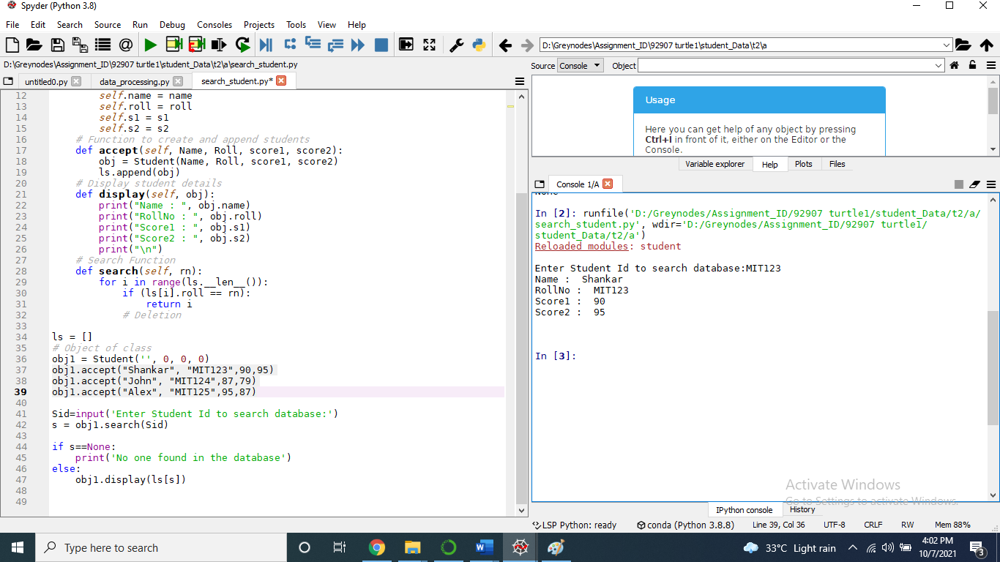 Spyder (Python 3.8)
File Edit Search Source Run Debug Consoles Projects Tools View Help
D:\Greynodes\Assignment_ID\92907 turtle1\student_Data\t2\a
D:\Greynodes\Assignment_ID\92907 turtle1\student_Data\t2\a\search_student.py
untitled0.py data_processing.py search_student.py*
12         self.name = name
13         self.roll = roll
14         self.s1 = s1
15         self.s2 = s2
16     # Function to create and append students
17     def accept(self, Name, Roll, score1, score2):
18         obj = Student(Name, Roll, score1, score2)
19         ls.append(obj)
20     # Display student details
21     def display(self, obj):
22         print("Name : ", obj.name)
23         print("RollNo : ", obj.roll)
24         print("Score1 : ", obj.s1)
25         print("Score2 : ", obj.s2)
26         print("\n")
27     # Search Function
28     def search(self, rn):
29         for i in range(ls.__len__()):
30             if (ls[i].roll == rn):
31                 return i
32             # Deletion
33
34 ls = []
35 # Object of class
36 obj1 = Student('', 0, 0, 0)
37 obj1.accept("Shankar", "MIT123",90,95)
38 obj1.accept("John", "MIT124",87,79)
39 obj1.accept("Alex", "MIT125",95,87)
40
41 Sid=input('Enter Student Id to search database:')
42 s = obj1.search(Sid)
43
44 if s==None:
45     print('No one found in the database')
46 else:
47     obj1.display(ls[s])
48
49
Source Console Object
Usage
Here you can get help of any object by pressing
Ctrl+I in front of it, either on the Editor or the
Console.
Variable explorer Help Plots Files
Console 1/A
None
In [2]: runfile('D:/Greynodes/Assignment_ID/92907 turtle1/student_Data/t2/a/
search_student.py', wdir='D:/Greynodes/Assignment_ID/92907 turtle1/
student_Data/t2/a')
Reloaded modules: student
Enter Student Id to search database:MIT123
Name :  Shankar
RollNo :  MIT123
Score1 :  90
Score2 :  95
In [3]:
Activate Windows
Go to Settings to activate Windows.
IPython console History
LSP Python: ready conda (Python 3.8.8) Line 39, Col 36 UTF-8 CRLF RW Mem 88%
Type here to search
33°C Light rain
4:02 PM
10/7/2021
3